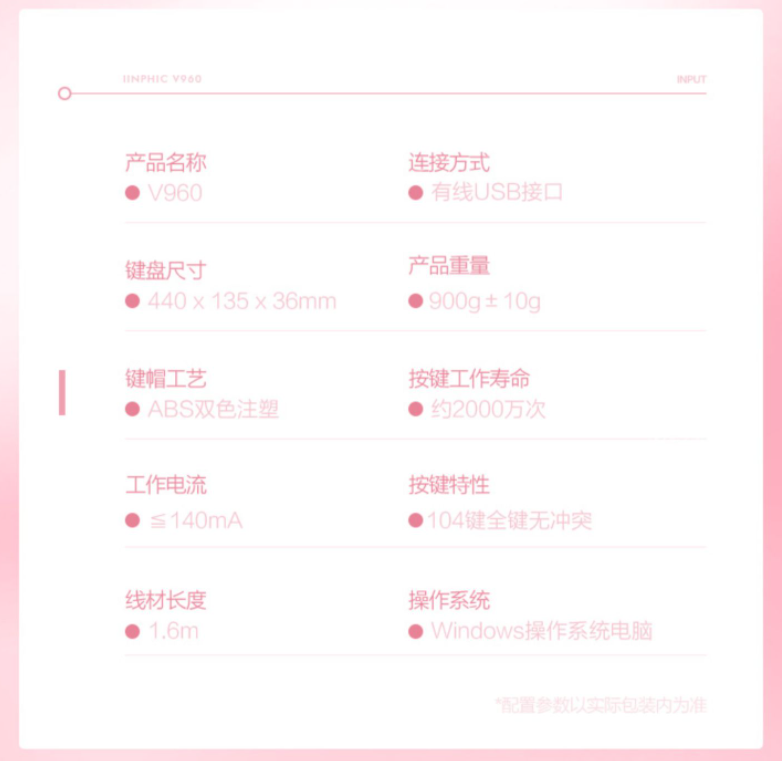 IINPHIC V960
INPUT
产品名称
V960
连接方式
有线USB接口
键盘尺寸
440 x 135 x 36mm
产品重量
900g±10g
键帽工艺
ABS双色注塑
按键工作寿命
约2000万次
工作电流
≦140mA
按键特性
104键全键无冲突
线材长度
1.6m
操作系统
Windows操作系统电脑
*配置参数以实际包装内为准